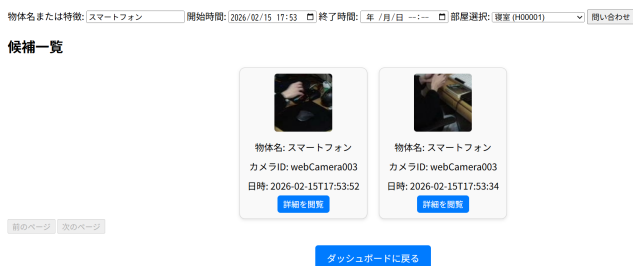 物体名または特徴: スマートフォン 開始時間: 2026/02/15 17:53 終了時間: 年 /月/日 --:-- 部屋選択: 寝室 (H00001) 問い合わせ
候補一覧
物体名: スマートフォン
カメラID: webCamera003
日時: 2026-02-15T17:53:52
詳細を閲覧
物体名: スマートフォン
カメラID: webCamera003
日時: 2026-02-15T17:53:34
詳細を閲覧
前のページ 次のページ
ダッシュボードに戻る